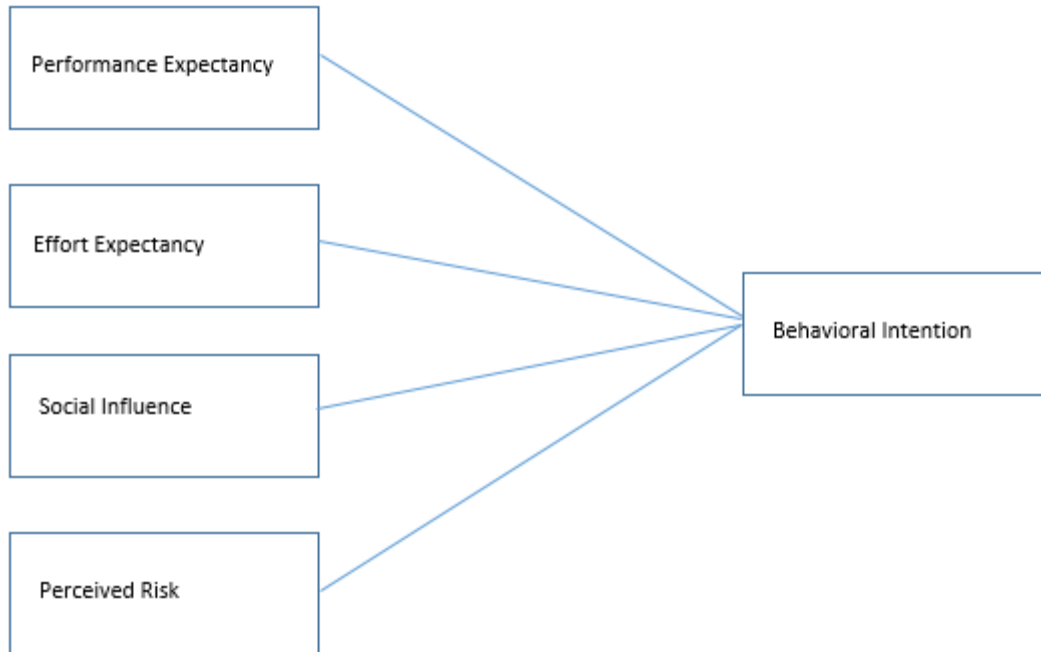 Performance Expectancy
Effort Expectancy
Social Influence
Perceived Risk
Behavioral Intention